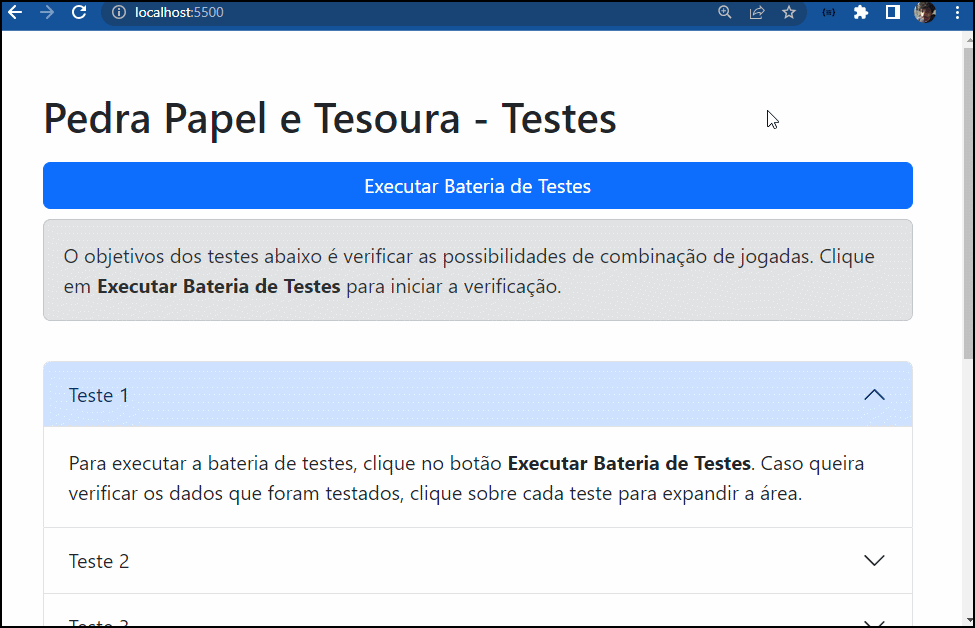 localhost:5500
Pedra Papel e Tesoura - Testes
Executar Bateria de Testes
O objetivos dos testes abaixo é verificar as possibilidades de combinação de jogadas. Clique
em Executar Bateria de Testes para iniciar a verificação.
Teste 1
Para executar a bateria de testes, clique no botão Executar Bateria de Testes. Caso queira
verificar os dados que foram testados, clique sobre cada teste para expandir a área.
Teste 2
Teste 3